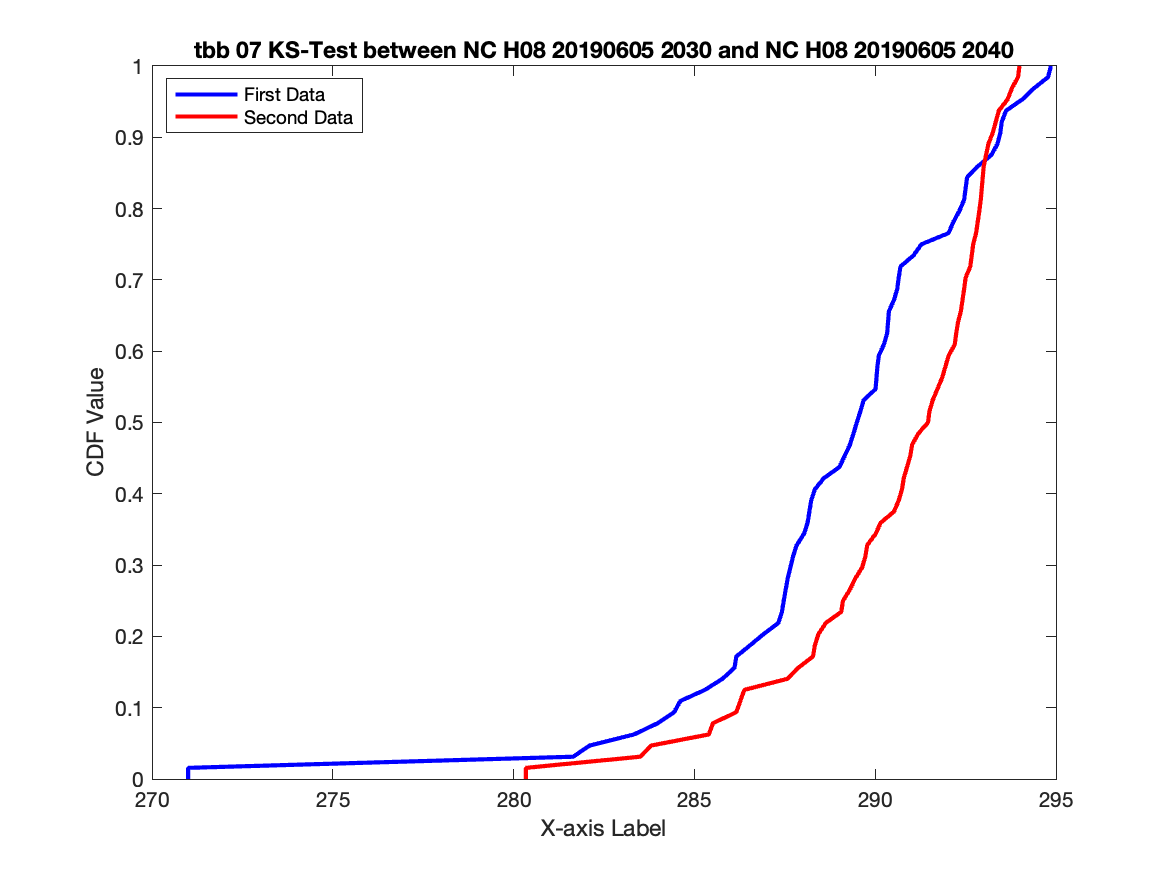 tbb 07 KS-Test between NC H08 20190605 2030 and NC H08 20190605 2040
First Data
Second Data
CDF Value
1
0.9
0.8
0.7
0.6
0.5
0.4
0.3
0.2
0.1
0
270 275 280 285 290 295
X-axis Label